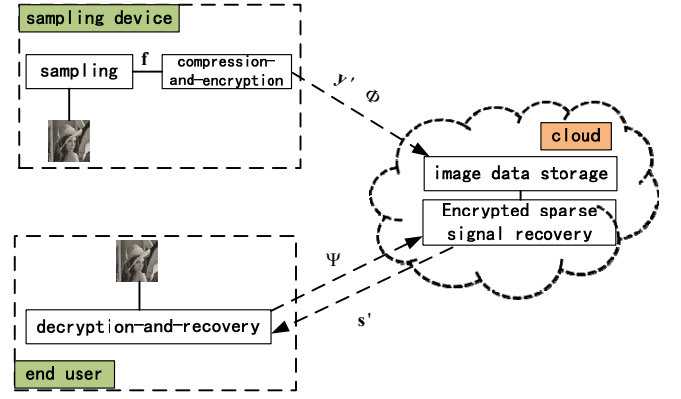 sampling device
sampling
f
compression-
and-encryption
y' Φ
cloud
image data storage
Encrypted sparse
signal recovery
Ψ
s'
decryption-and-recovery
end user